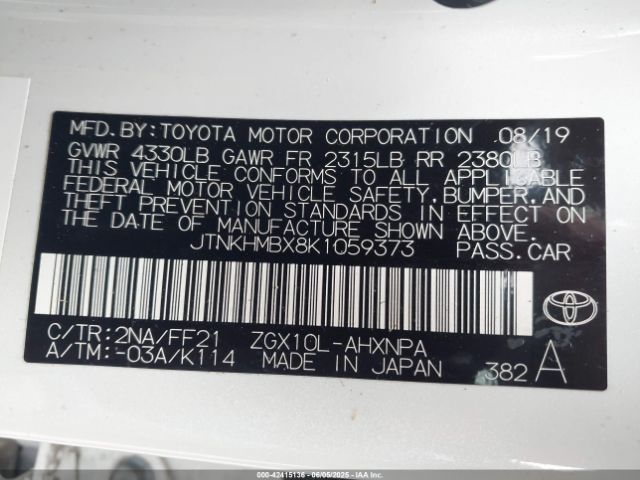 MFD.BY:TOYOTA MOTOR CORPORATION 08/19
GVWR 4330LB GAWR FR 2315LB RR 2380LB
THIS VEHICLE CONFORMS TO ALL APPLICABLE
FEDERAL MOTOR VEHICLE SAFETY,BUMPER,AND
THEFT PREVENTION STANDARDS IN EFFECT ON
THE DATE OF MANUFACTURE SHOWN ABOVE.
JTNKHMBX8K1059373 PASS.CAR
C/TR:2NA/FF21 ZGX10L-AHXNPA
A/TM:-03A/K114 MADE IN JAPAN 382 A
000-42415136 - 06/05/2025 - IAAI.COM